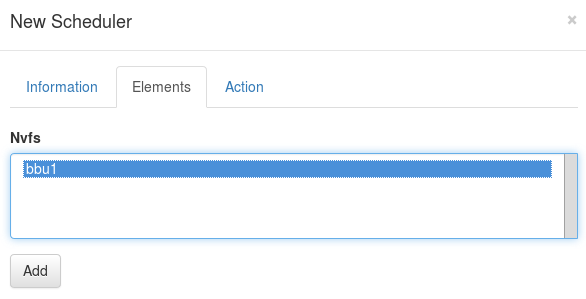 New Scheduler
×
Information
Elements
Action
Nvfs
bbu1
Add